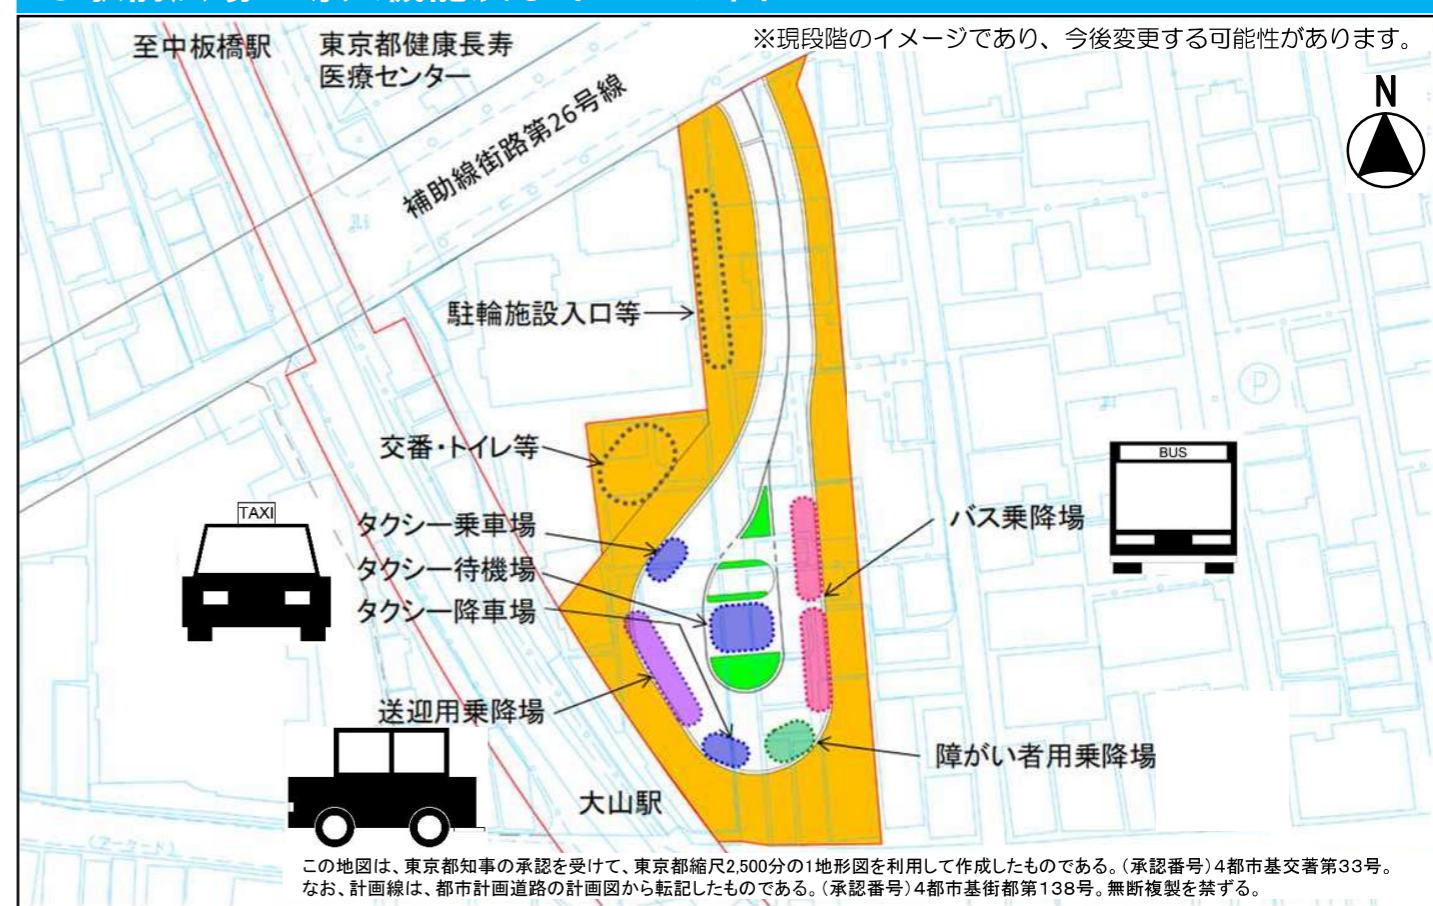 ※現段階のイメージであり、今後変更する可能性があります。
至中板橋駅
東京都健康長寿
医療センター
補助線街路第26号線
N
駐輪施設入口等
交番・トイレ等
P
BUS
TAXI
タクシー乗車場
タクシー待機場
タクシー降車場
バス乗降場
送迎用乗降場
障がい者用乗降場
大山駅
(アーケード)
この地図は、東京都知事の承認を受けて、東京都縮尺2,500分の1地形図を利用して作成したものである。(承認番号)4都市基交著第33号。
なお、計画線は、都市計画道路の計画図から転記したものである。(承認番号)4都市基街都第138号。無断複製を禁ずる。